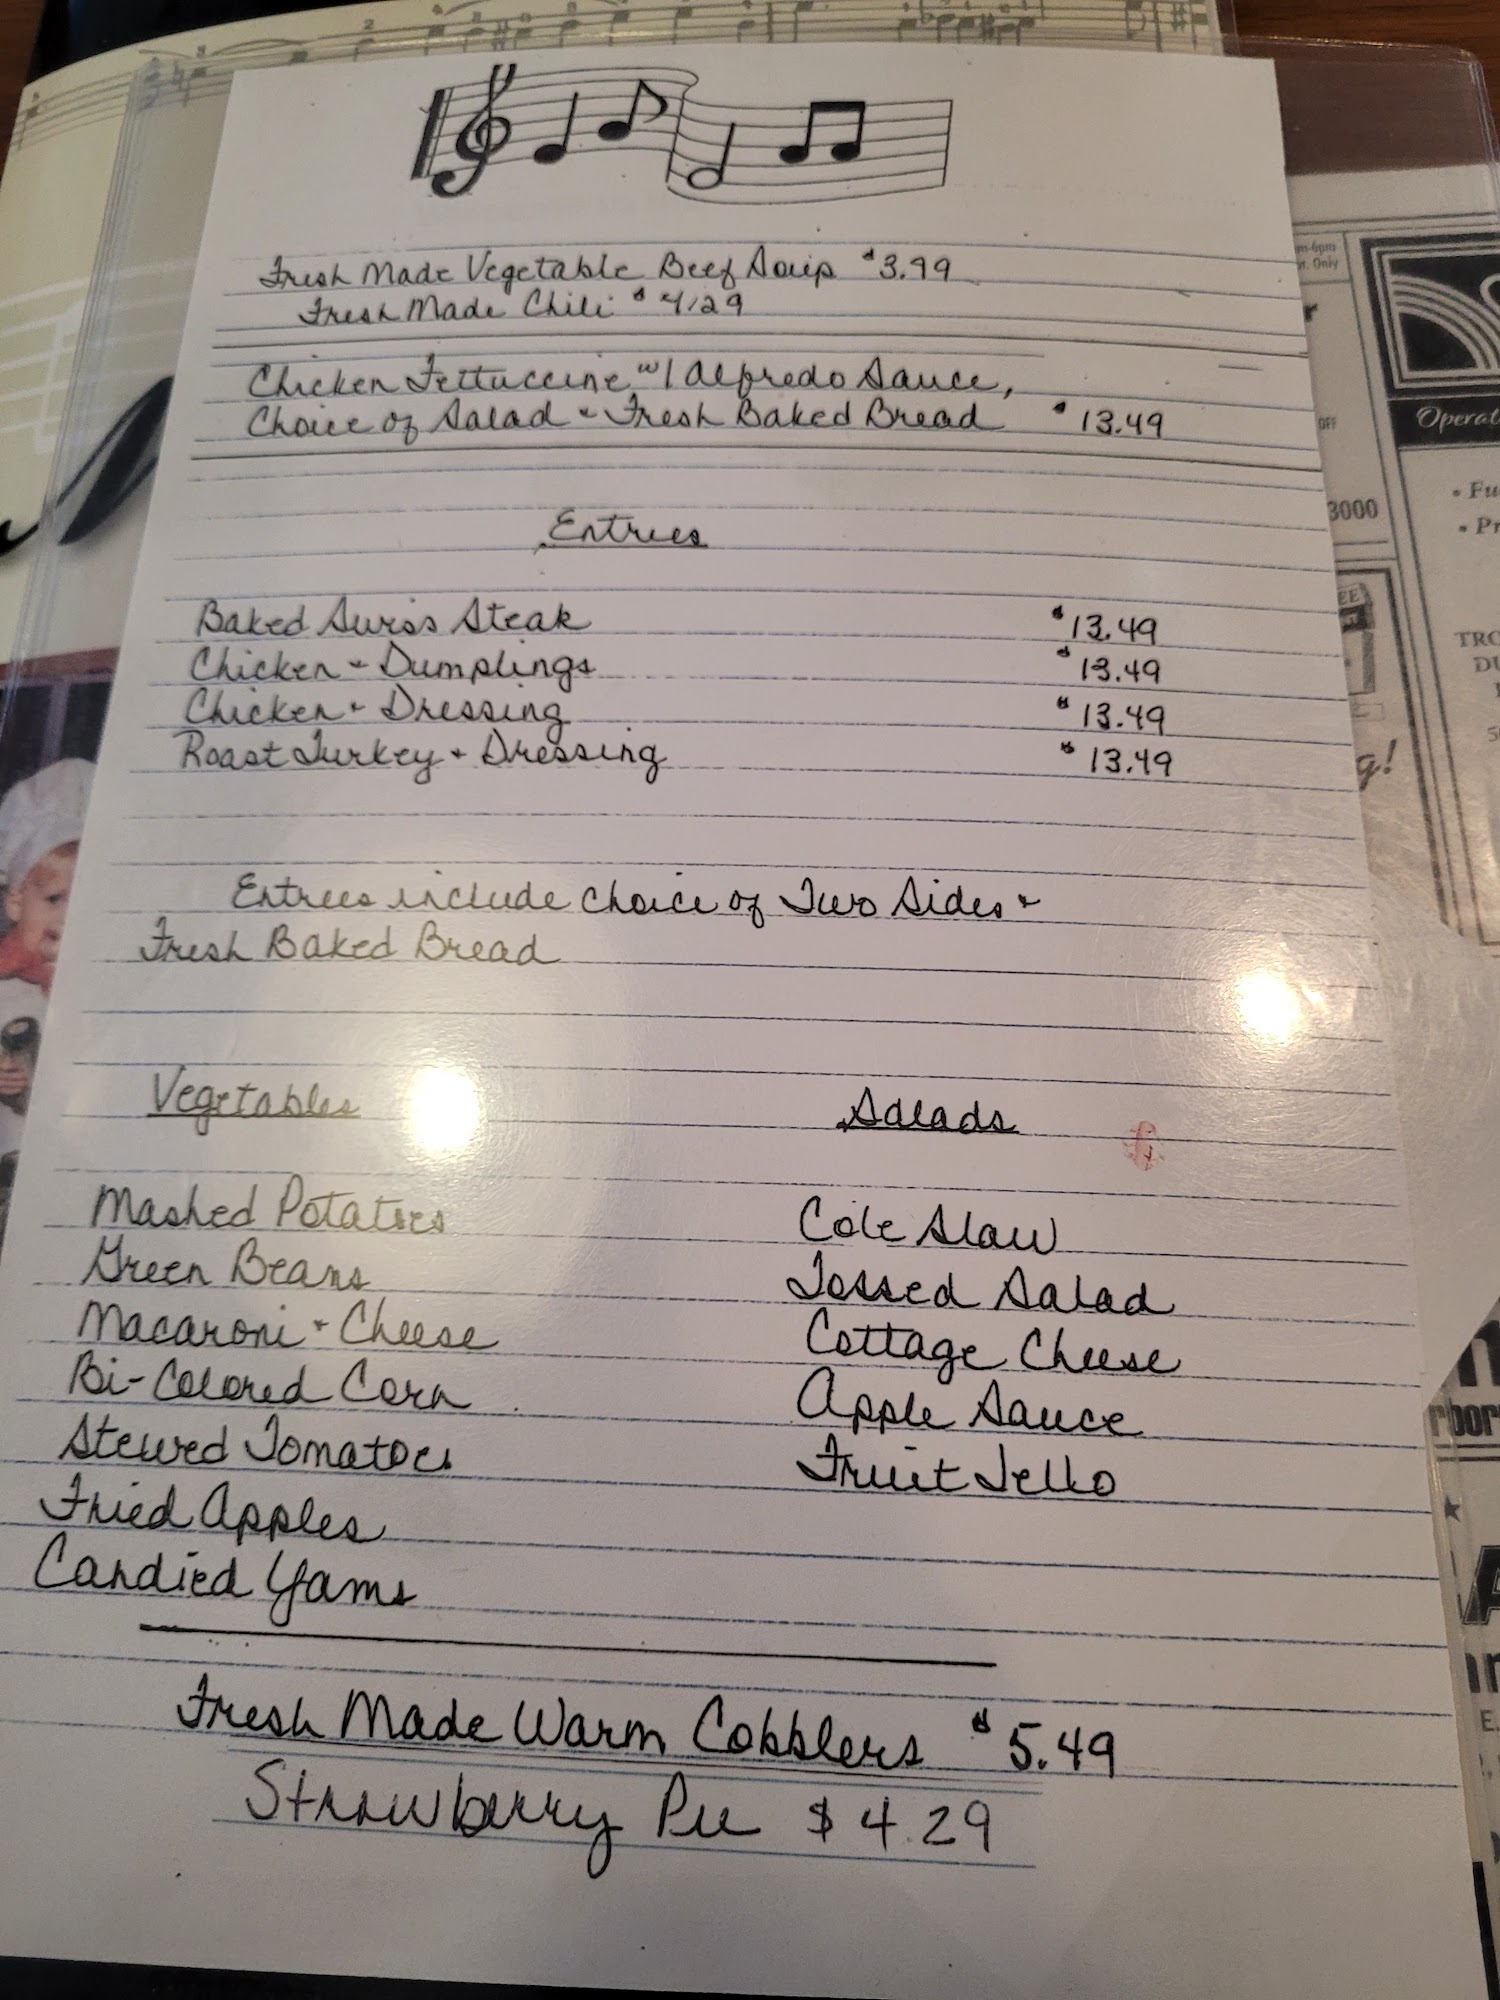 Fresh Made Vegetable Beef Soup $3.99
Fresh Made Chili $4.29
Chicken Fettuccine w/ Alfredo Sauce,
Choice of Salad & Fresh Baked Bread $13.49
Entrees
Baked Swiss Steak $13.49
Chicken & Dumplings $13.49
Chicken & Dressing $13.49
Roast Turkey & Dressing $13.49
Entrees include choice of Two Sides &
Fresh Baked Bread
Vegetables
Mashed Potatoes
Green Beans
Macaroni & Cheese
Bi-Colored Corn
Stewed Tomatoes
Fried Apples
Candied Yams
Salads
Cole Slaw
Tossed Salad
Cottage Cheese
Apple Sauce
Fruit Jello
Fresh Made Warm Cobblers $5.49
Strawberry Pie $4.29
Only
OFF
3000
g!